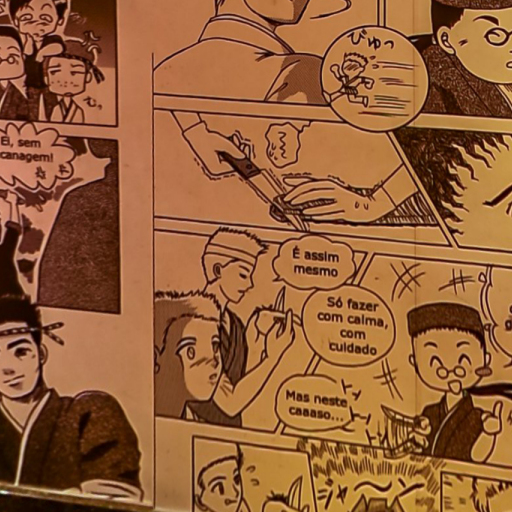 びゅっ
Ei, sem
canagem!
É assim
mesmo
Só fazer
com calma,
com
cuidado
Mas neste
caaaso...